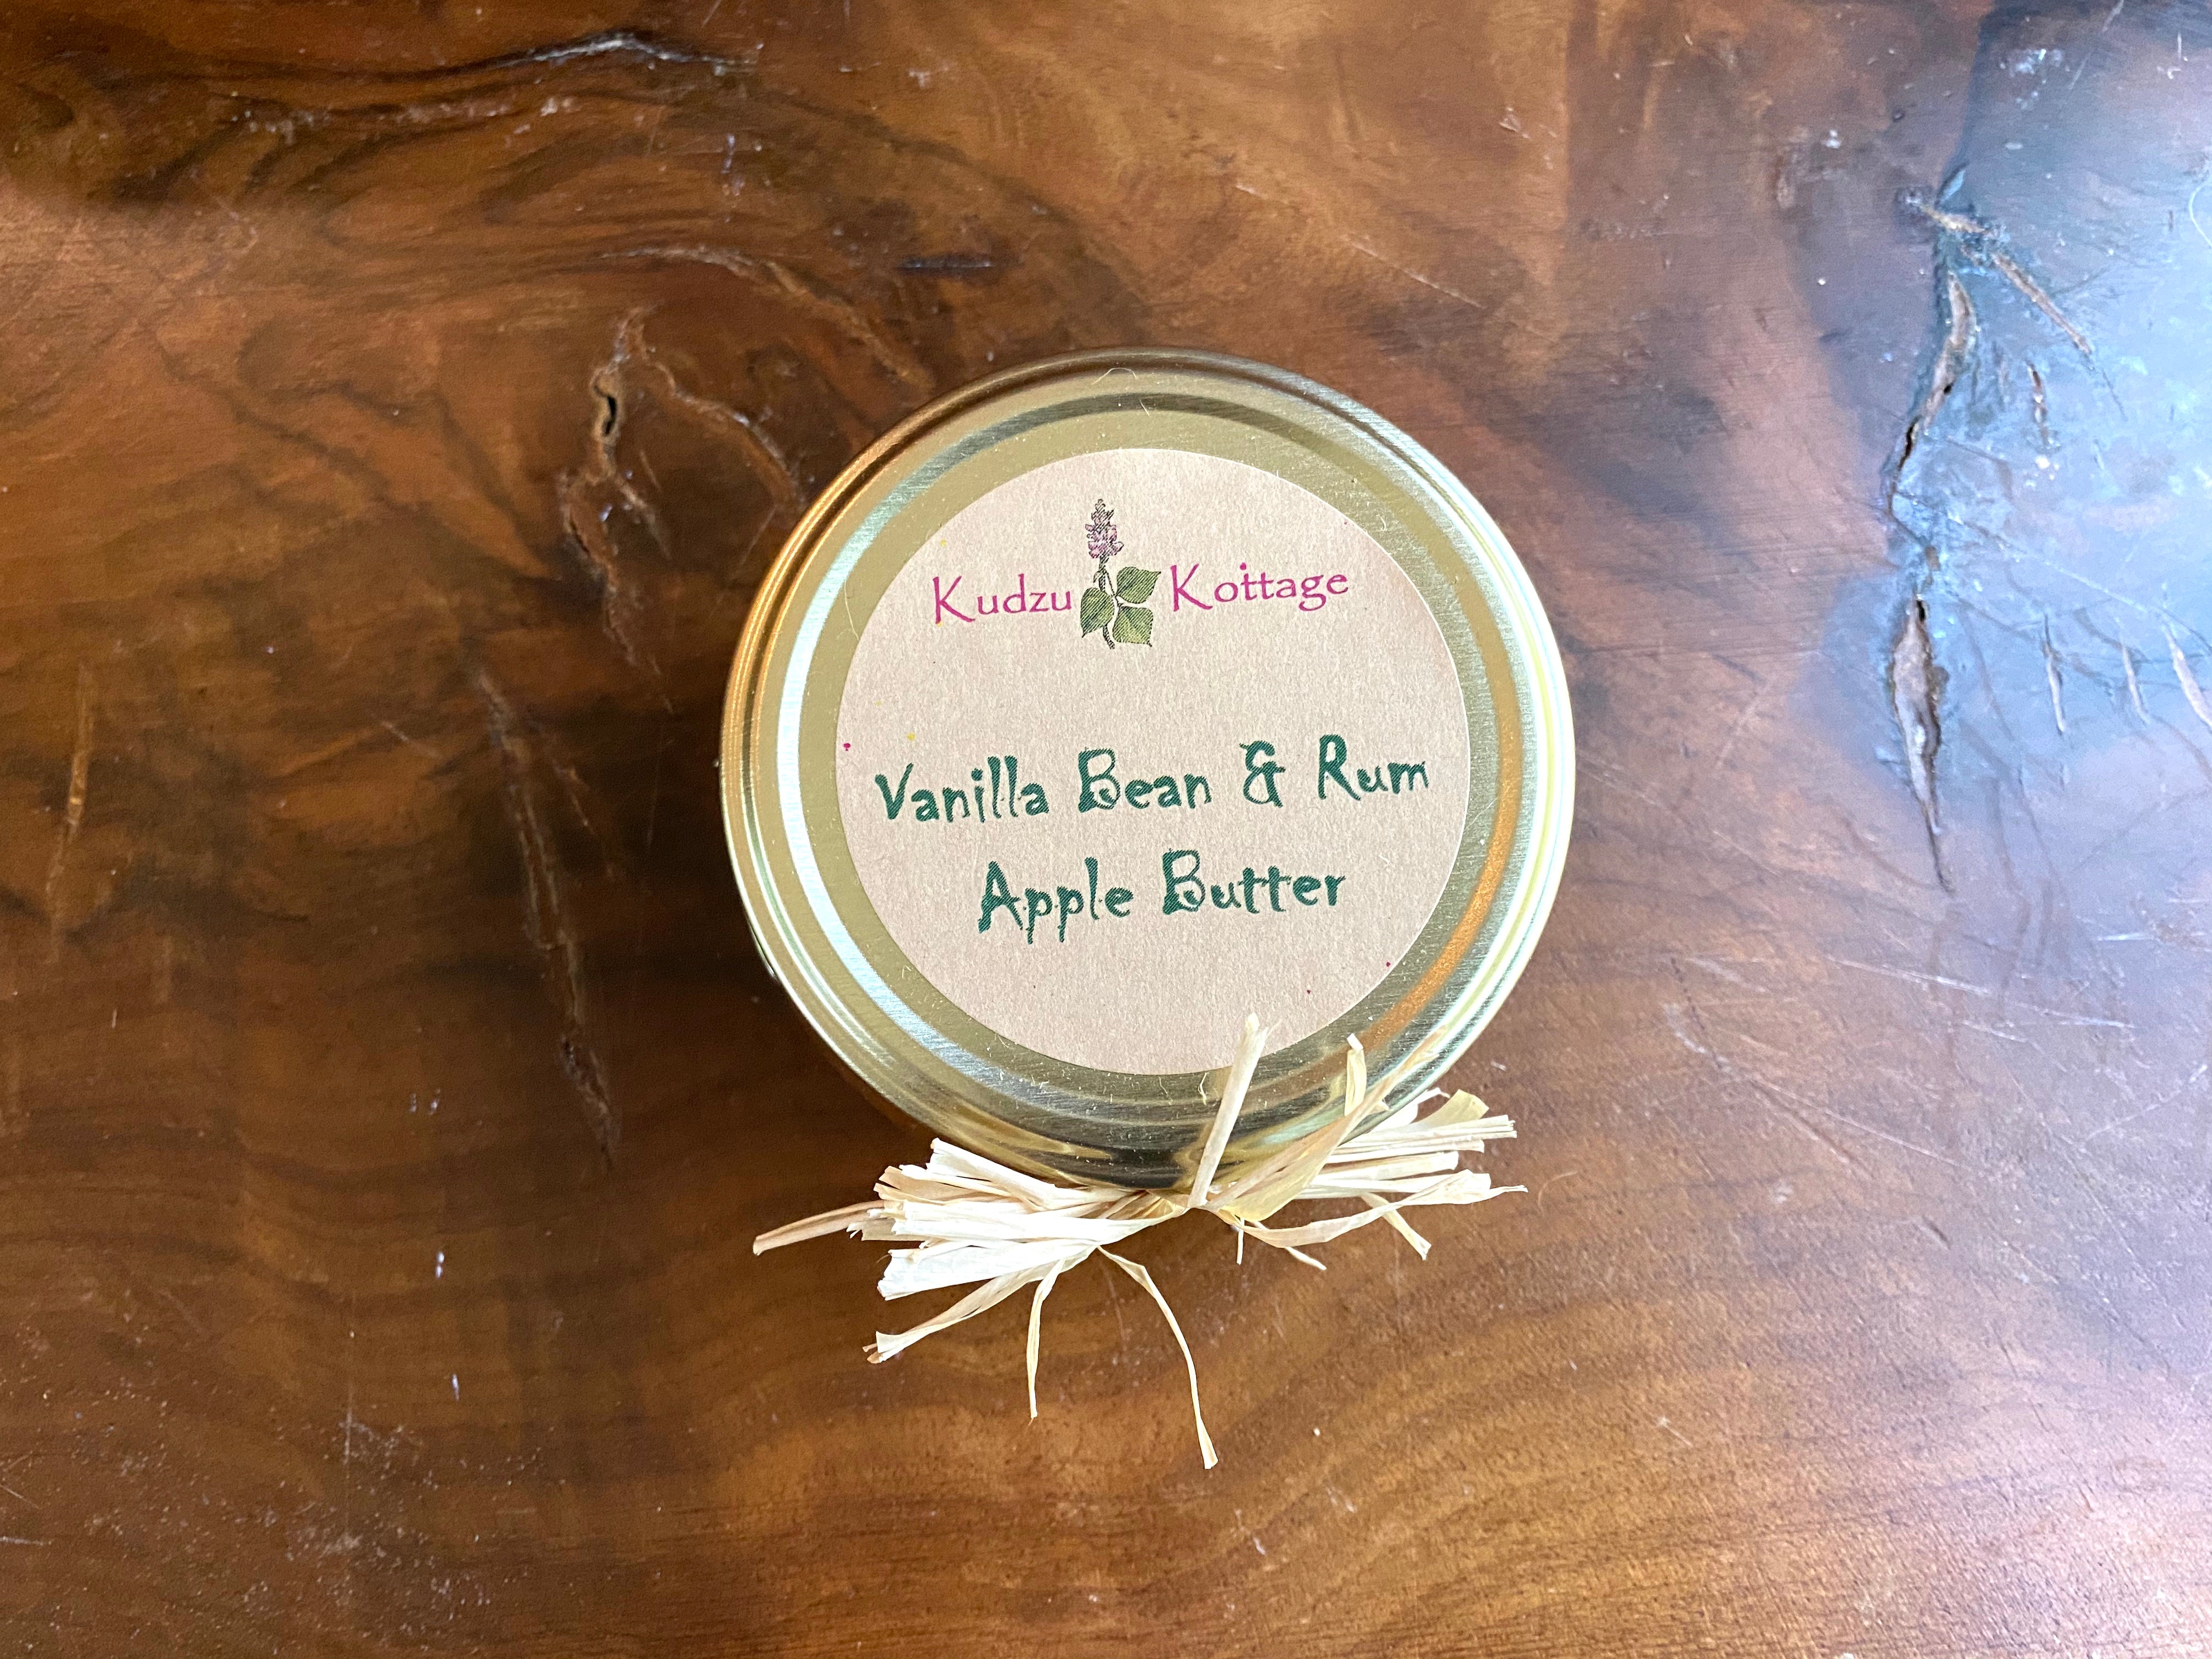 Kudzu Kottage
Vanilla Bean & Rum
Apple Butter